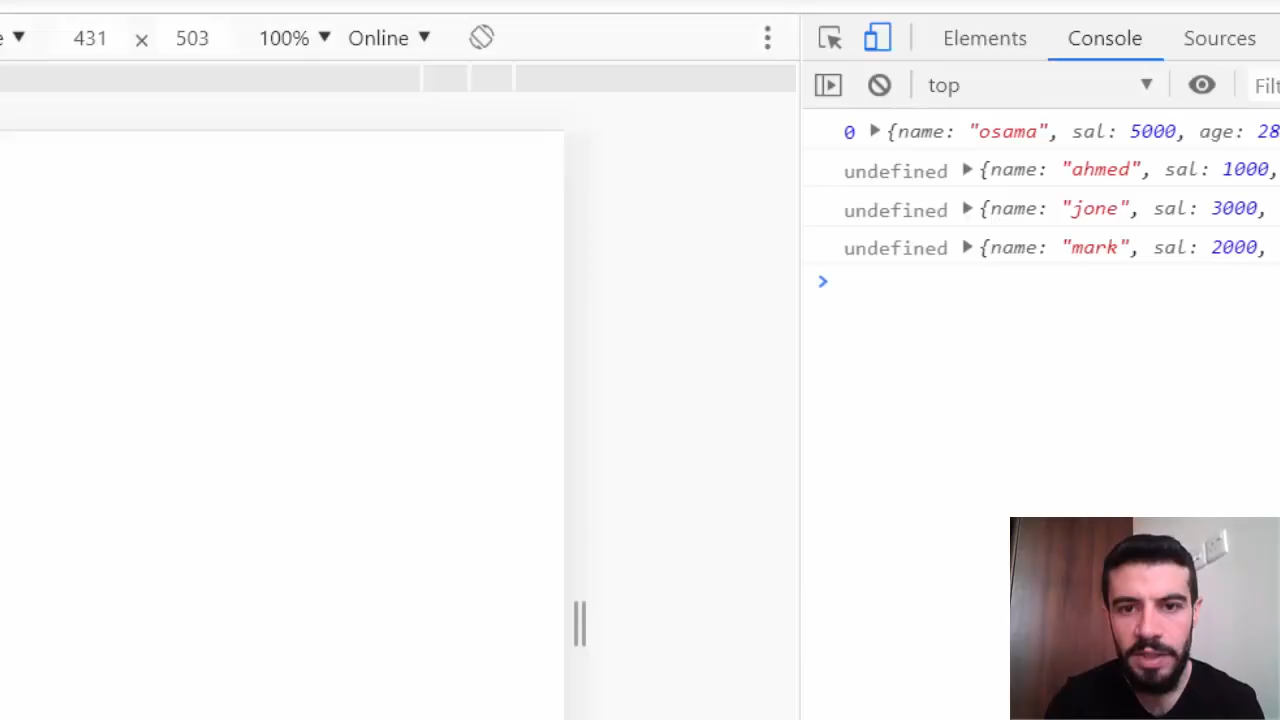 e 431 x 503 100% Online
Elements Console Sources
top Filt
0 {name: "osama", sal: 5000, age: 28
undefined {name: "ahmed", sal: 1000,
undefined {name: "jone", sal: 3000,
undefined {name: "mark", sal: 2000,